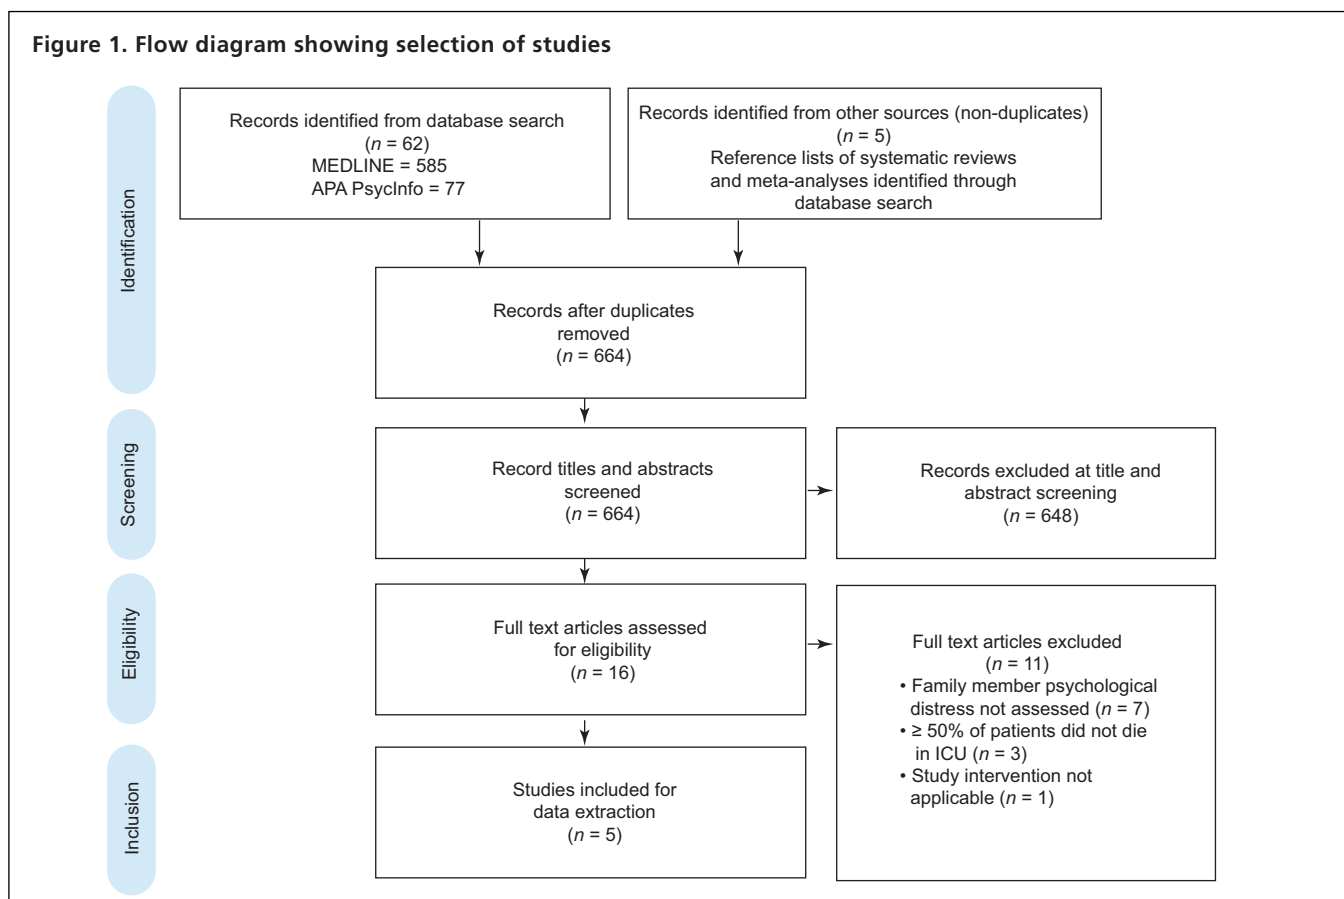 Figure 1. Flow diagram showing selection of studies
Identification
Records identified from database search
(n = 62)
MEDLINE = 585
APA PsycInfo = 77
Records identified from other sources (non-duplicates)
(n = 5)
Reference lists of systematic reviews
and meta-analyses identified through
database search
Records after duplicates
removed
(n = 664)
Screening
Record titles and abstracts
screened
(n = 664)
Records excluded at title and
abstract screening
(n = 648)
Eligibility
Full text articles assessed
for eligibility
(n = 16)
Full text articles excluded
(n = 11)
• Family member psychological
distress not assessed (n = 7)
• ≥ 50% of patients did not die
in ICU (n = 3)
• Study intervention not
applicable (n = 1)
Inclusion
Studies included for
data extraction
(n = 5)